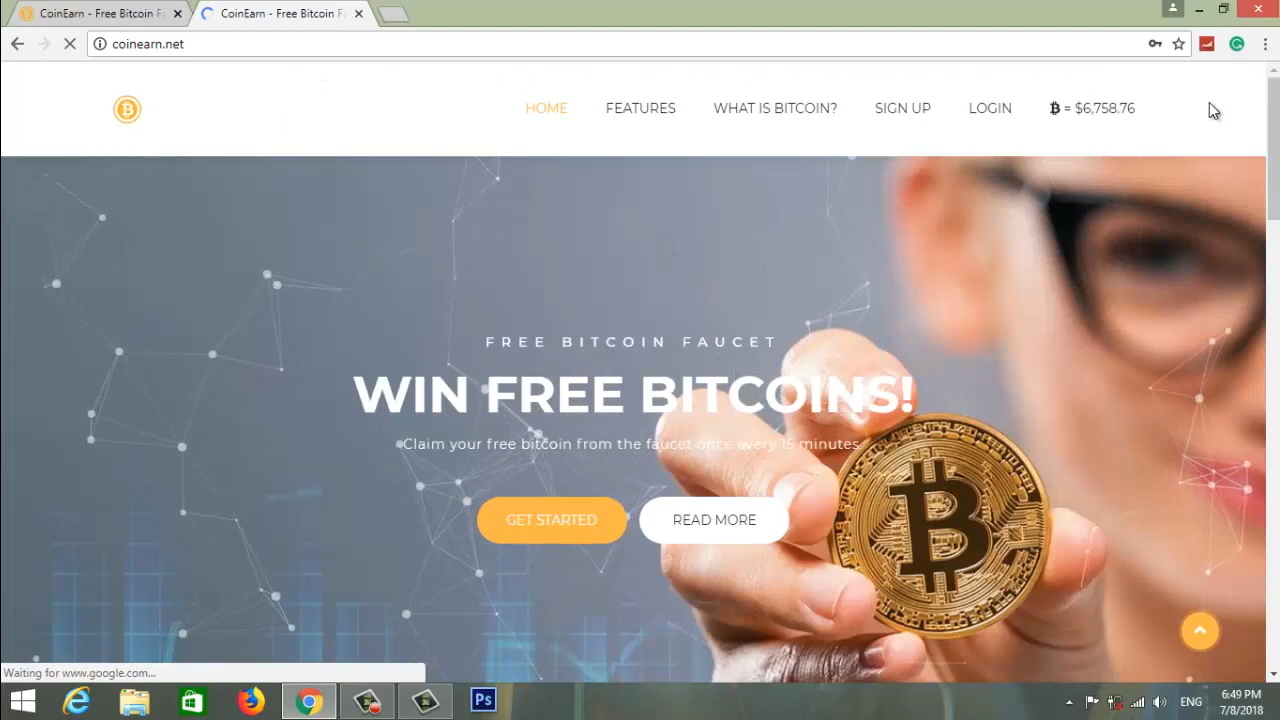 CoinEarn - Free Bitcoin F
CoinEarn - Free Bitcoin F
coinearn.net
HOME
FEATURES
WHAT IS BITCOIN?
SIGN UP
LOGIN
= $6,758.76
FREE BITCOIN FAUCET
WIN FREE BITCOINS!
Claim your free bitcoin from the faucet once every 15 minutes
GET STARTED
READ MORE
Waiting for www.google.com...
Ps
ENG
6:49 PM
7/8/2018